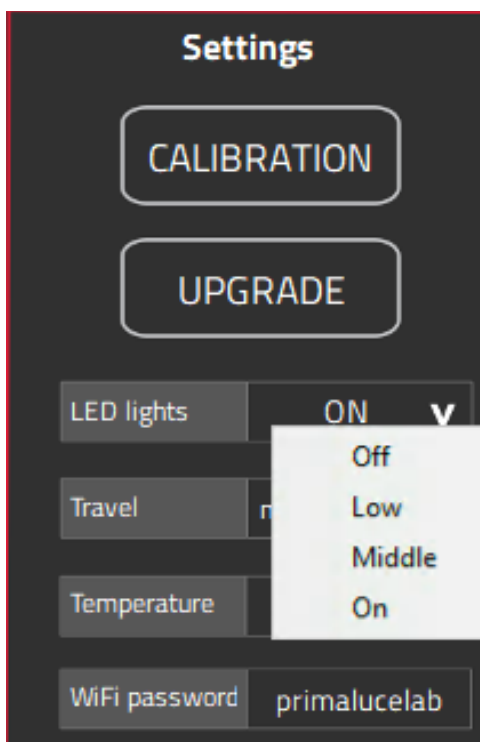 Settings
CALIBRATION
UPGRADE
LED lights ON v
Off
Low
Travel
Middle
On
Temperature
WiFi password primalucelab